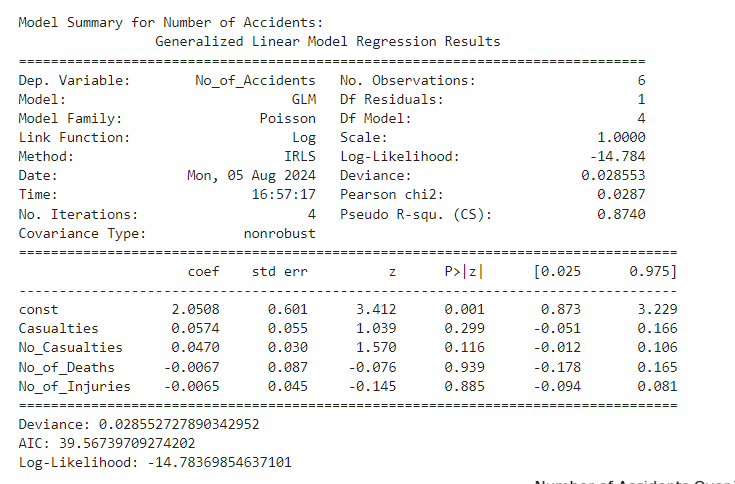 Model Summary for Number of Accidents:
Generalized Linear Model Regression Results
==============================================================================
Dep. Variable: No_of_Accidents No. Observations: 6
Model: GLM Df Residuals: 1
Model Family: Poisson Df Model: 4
Link Function: Log Scale: 1.0000
Method: IRLS Log-Likelihood: -14.784
Date: Mon, 05 Aug 2024 Deviance: 0.028553
Time: 16:57:17 Pearson chi2: 0.0287
No. Iterations: 4 Pseudo R-squ. (CS): 0.8740
Covariance Type: nonrobust
==================================================================================
coef std err z P>|z| [0.025 0.975]
----------------------------------------------------------------------------------
const 2.0508 0.601 3.412 0.001 0.873 3.229
Casualties 0.0574 0.055 1.039 0.299 -0.051 0.166
No_Casualties 0.0470 0.030 1.570 0.116 -0.012 0.106
No_of_Deaths -0.0067 0.087 -0.076 0.939 -0.178 0.165
No_of_Injuries -0.0065 0.045 -0.145 0.885 -0.094 0.081
==================================================================================
Deviance: 0.028552727890342952
AIC: 39.56739709274202
Log-Likelihood: -14.78369854637101